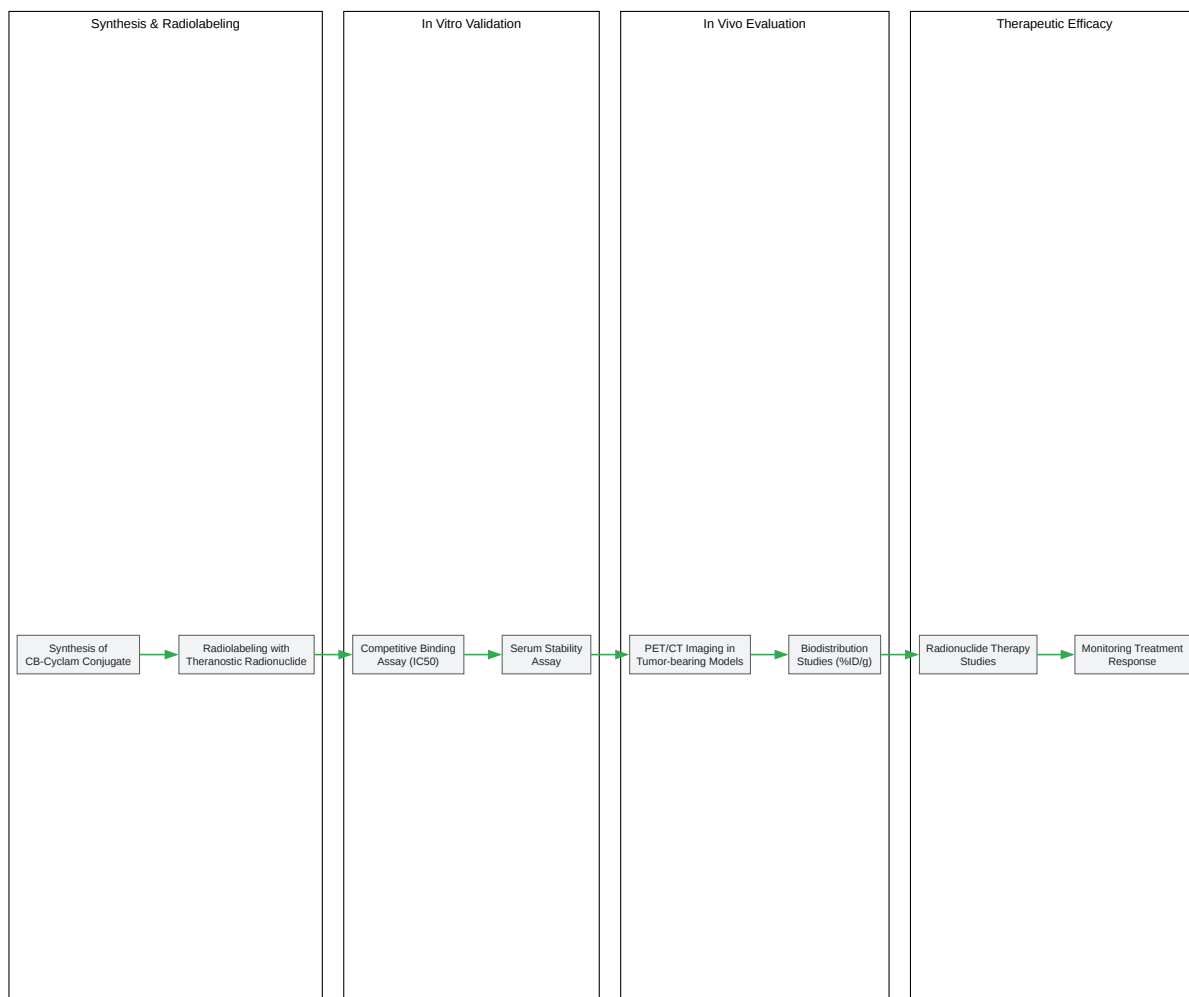 Synthesis & Radiolabeling
In Vitro Validation
In Vivo Evaluation
Therapeutic Efficacy
Synthesis of
CB-Cyclam Conjugate
Radiolabeling with
Theranostic Radionuclide
Competitive Binding
Assay (IC50)
Serum Stability
Assay
PET/CT Imaging in
Tumor-bearing Models
Biodistribution
Studies (%ID/g)
Radionuclide Therapy
Studies
Monitoring Treatment
Response